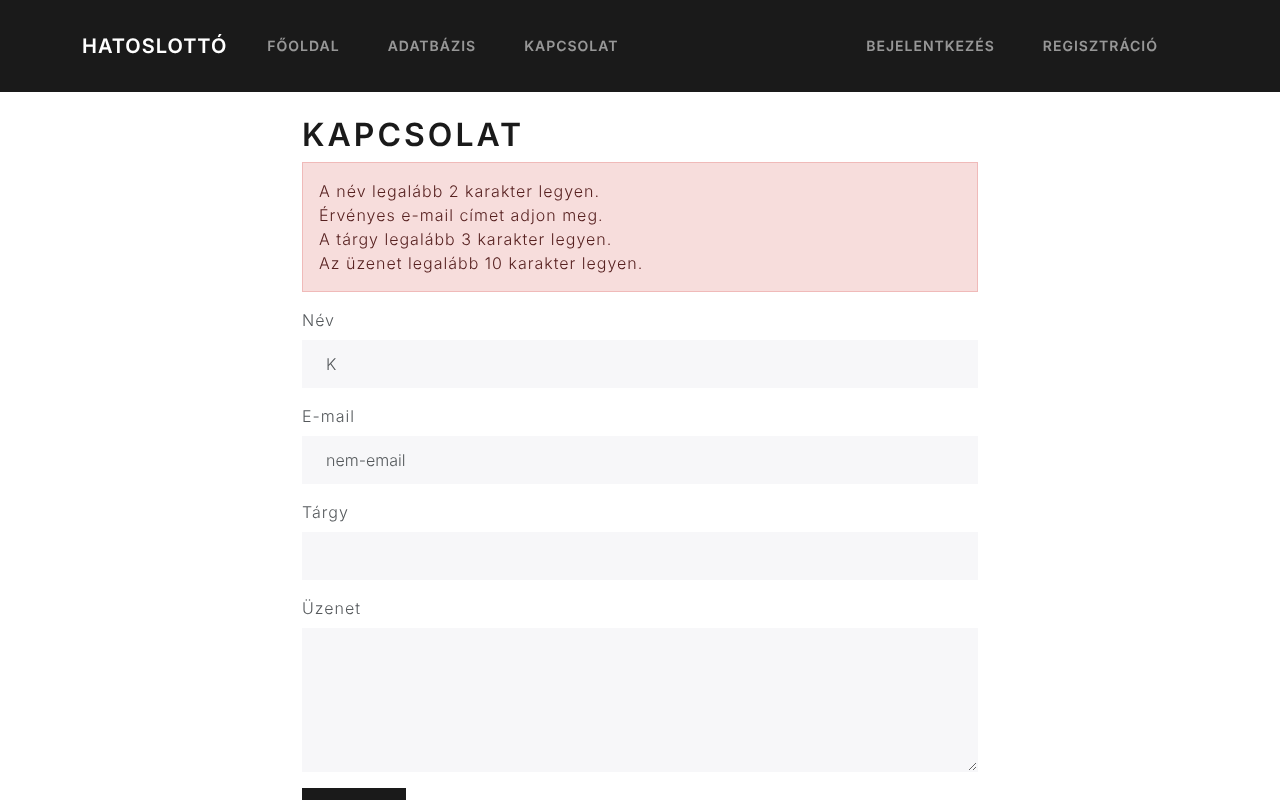 HATOSLOTTÓ FŐOLDAL ADATBÁZIS KAPCSOLAT BEJELENTKEZÉS REGISZTRÁCIÓ
KAPCSOLAT
A név legalább 2 karakter legyen.
Érvényes e-mail címet adjon meg.
A tárgy legalább 3 karakter legyen.
Az üzenet legalább 10 karakter legyen.
Név
K
E-mail
nem-email
Tárgy
Üzenet